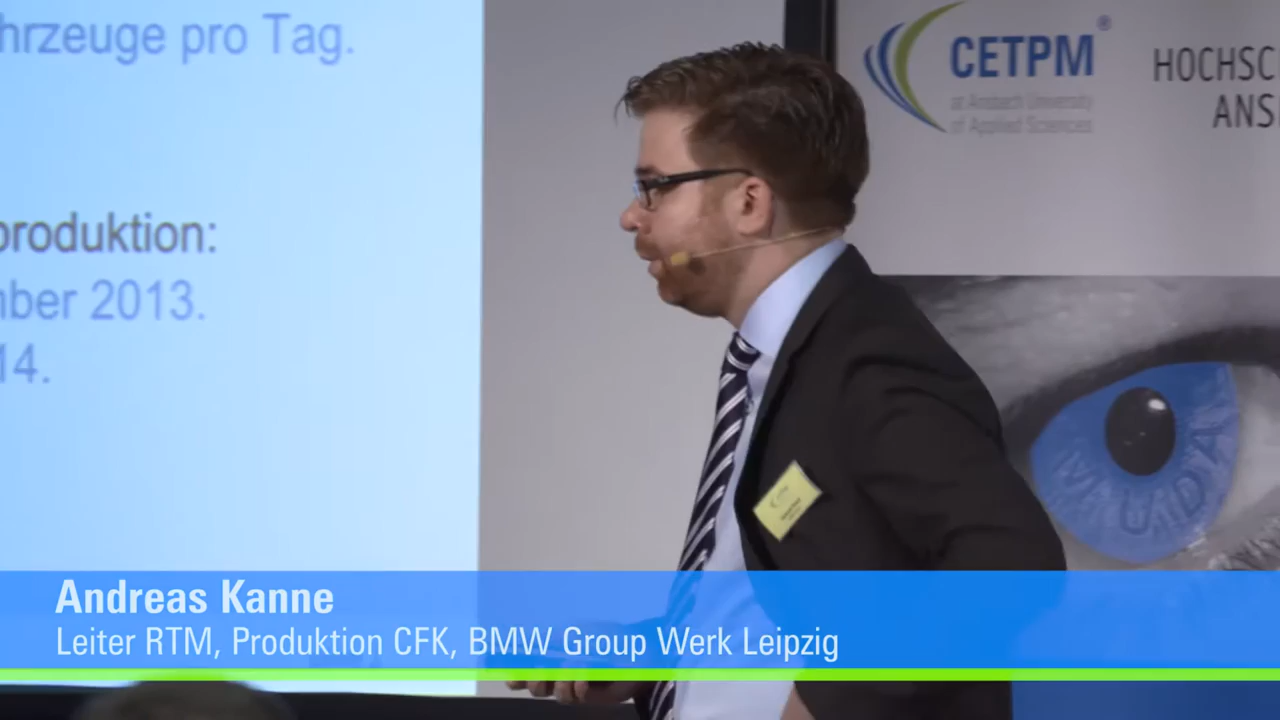 hrzeuge pro Tag.
produktion:
mber 2013.
14.
CETPM®
at Ansbach University
of Applied Sciences
HOCHSC
ANS
Andreas Kanne
Leiter RTM, Produktion CFK, BMW Group Werk Leipzig